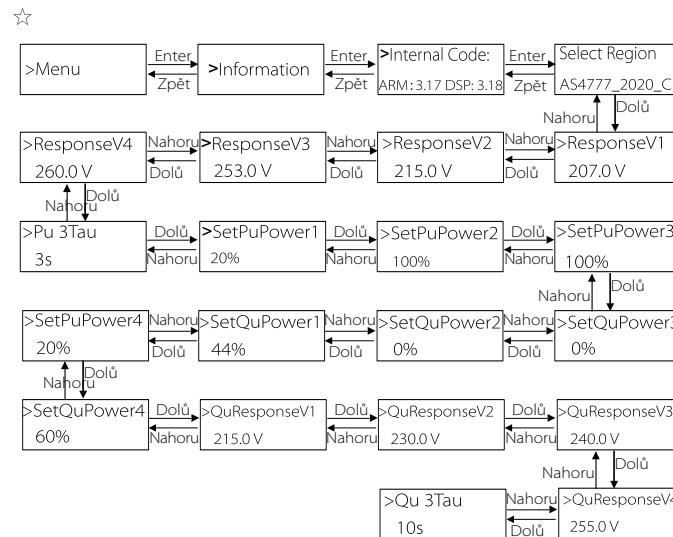 ☆
>Menu
Enter
Zpět
>Information
Enter
Zpět
>Internal Code:
ARM: 3.17 DSP: 3.18
Enter
Zpět
Select Region
AS4777_2020_C
Nahoru
Dolů
>ResponseV4
260.0 V
Nahoru
Dolů
>ResponseV3
253.0 V
Nahoru
Dolů
>ResponseV2
215.0 V
Nahoru
Dolů
>ResponseV1
207.0 V
Dolů
Nahoru
>Pu 3Tau
3s
Dolů
Nahoru
>SetPuPower1
20%
Dolů
Nahoru
>SetPuPower2
100%
Dolů
Nahoru
>SetPuPower3
100%
Nahoru
Dolů
>SetPuPower4
20%
Nahoru
Dolů
>SetQuPower1
44%
Nahoru
Dolů
>SetQuPower2
0%
Nahoru
Dolů
>SetQuPower3
0%
Dolů
Nahoru
>SetQuPower4
60%
Dolů
Nahoru
>QuResponseV1
215.0 V
Dolů
Nahoru
>QuResponseV2
230.0 V
Dolů
Nahoru
>QuResponseV3
240.0 V
Nahoru
Dolů
>Qu 3Tau
10s
Nahoru
Dolů
>QuResponseV4
255.0 V